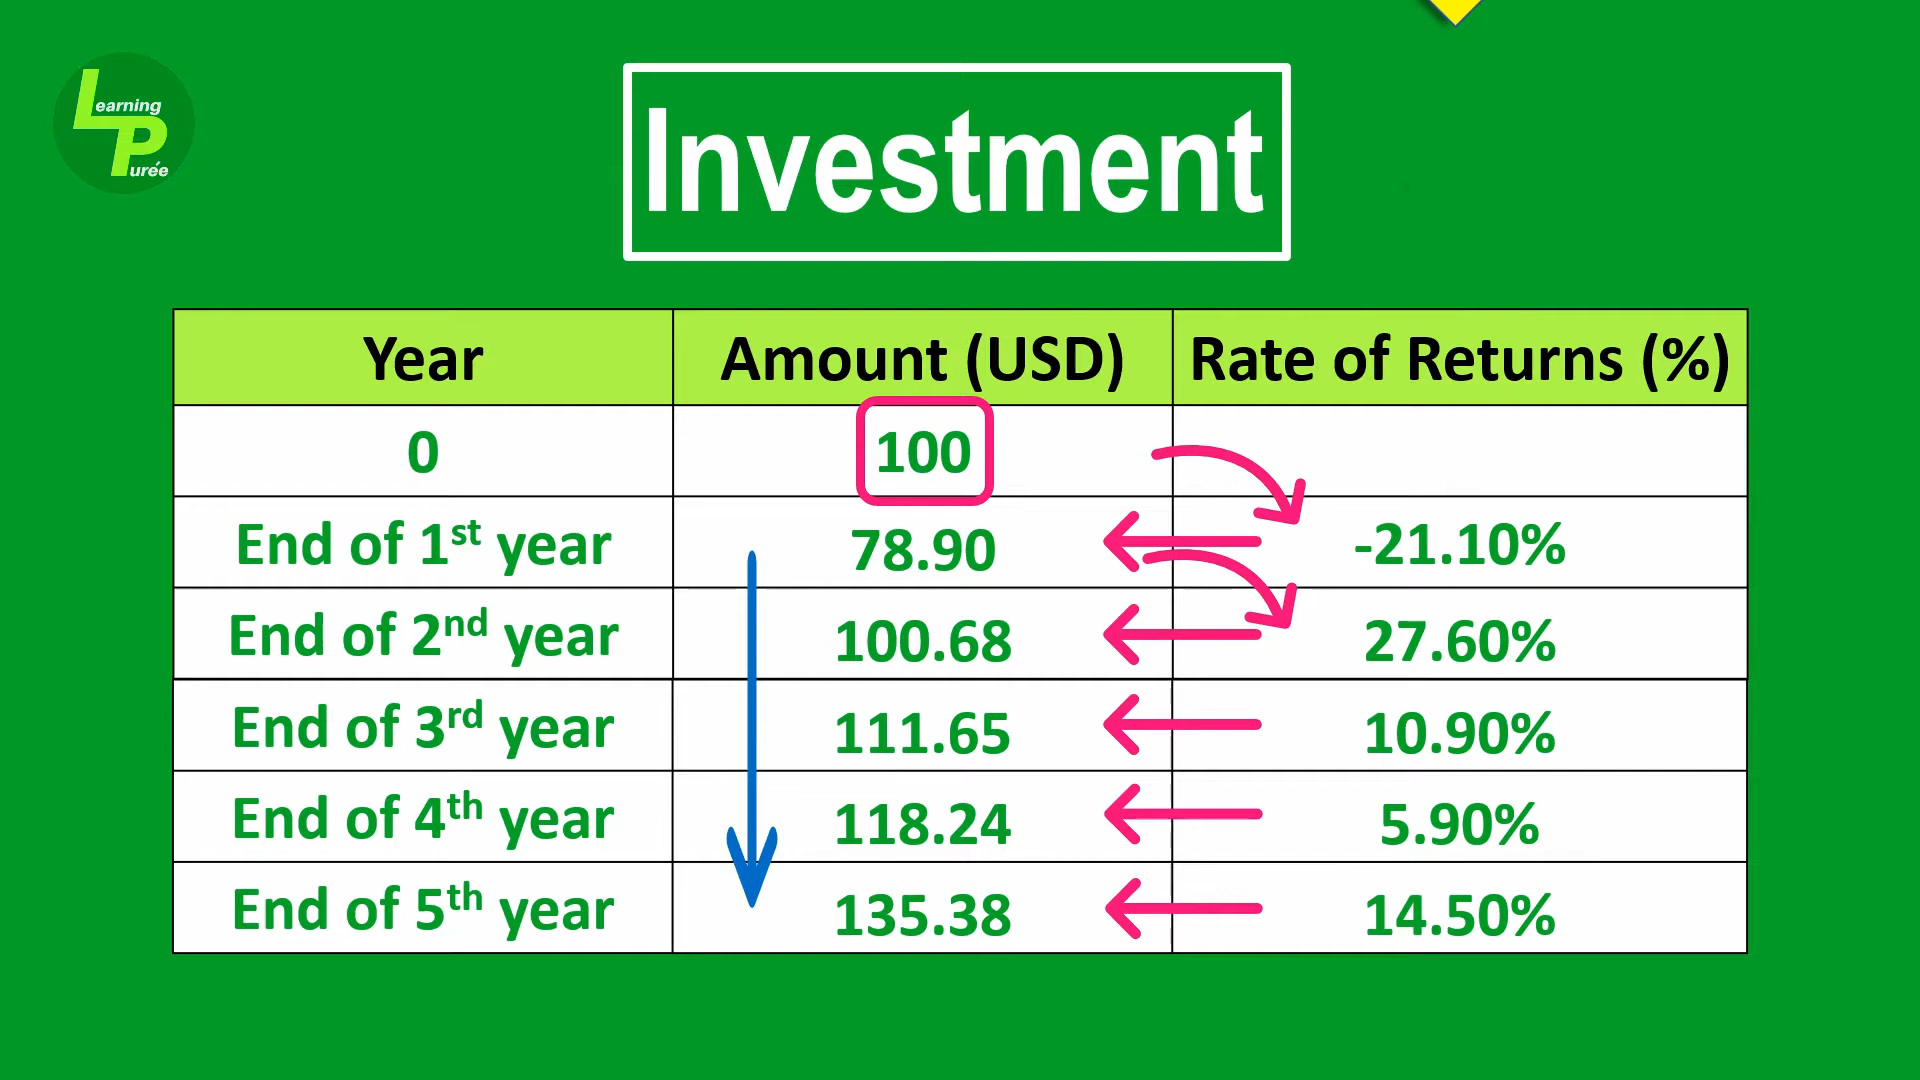 Learning
Purée
Investment
Year Amount (USD) Rate of Returns (%)
0 100
End of 1st year 78.90 -21.10%
End of 2nd year 100.68 27.60%
End of 3rd year 111.65 10.90%
End of 4th year 118.24 5.90%
End of 5th year 135.38 14.50%